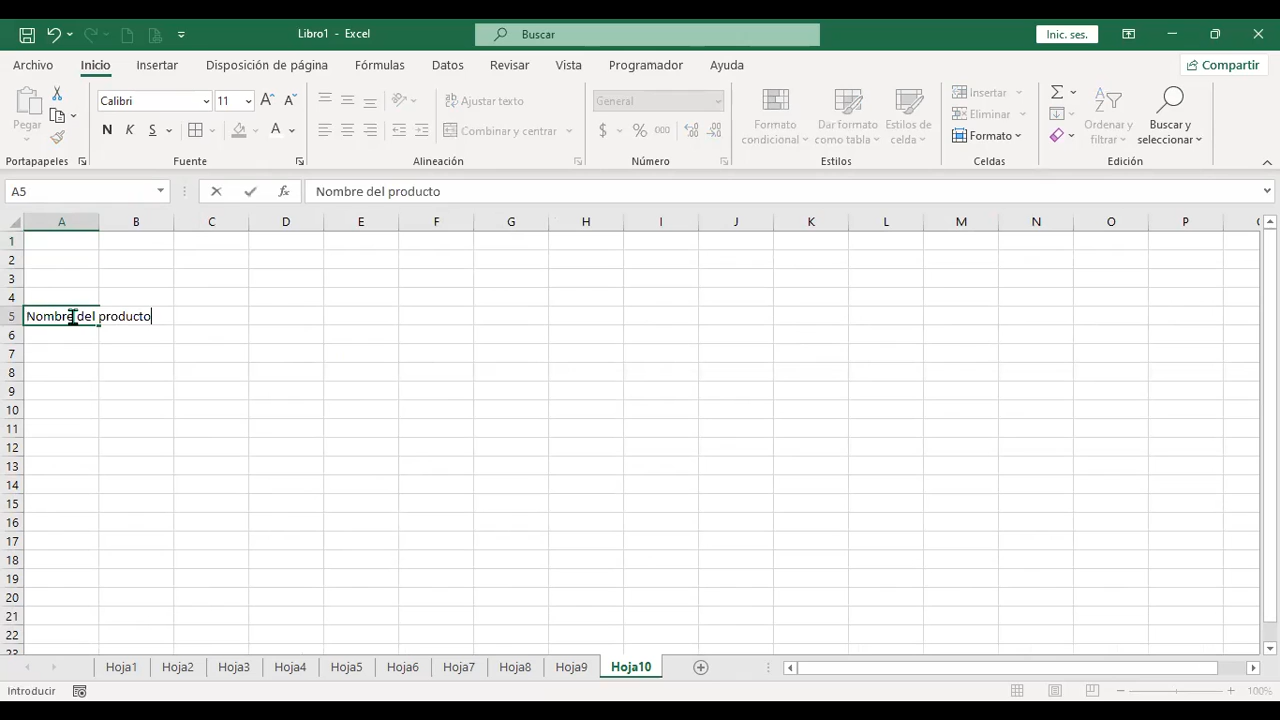 Libro1 - Excel
Buscar
Inic. ses.
Archivo Inicio Insertar Disposición de página Fórmulas Datos Revisar Vista Programador Ayuda
Compartir
Pegar
Portapapeles
Calibri 11
N K S
Fuente
Ajustar texto
Combinar y centrar
Alineación
General
$ % 000
Número
Formato condicional
Dar formato como tabla
Estilos de celda
Estilos
Insertar
Eliminar
Formato
Celdas
Ordenar y filtrar
Buscar y seleccionar
Edición
A5
fx
Nombre del producto
A B C D E F G H I J K L M N O P
1
2
3
4
5 Nombre del producto
6
7
8
9
10
11
12
13
14
15
16
17
18
19
20
21
22
23
Hoja1 Hoja2 Hoja3 Hoja4 Hoja5 Hoja6 Hoja7 Hoja8 Hoja9 Hoja10
Introducir
100%